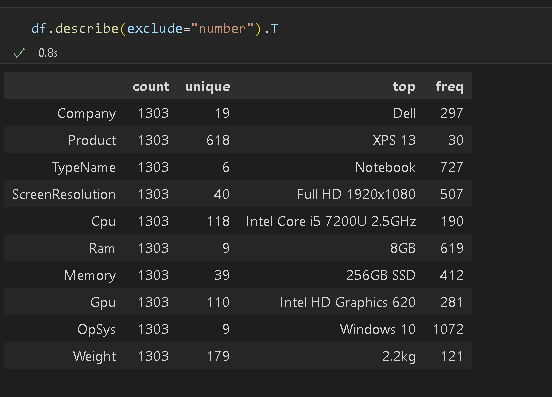 df.describe(exclude="number").T
0.8s
count unique top freq
Company 1303 19 Dell 297
Product 1303 618 XPS 13 30
TypeName 1303 6 Notebook 727
ScreenResolution 1303 40 Full HD 1920x1080 507
Cpu 1303 118 Intel Core i5 7200U 2.5GHz 190
Ram 1303 9 8GB 619
Memory 1303 39 256GB SSD 412
Gpu 1303 110 Intel HD Graphics 620 281
OpSys 1303 9 Windows 10 1072
Weight 1303 179 2.2kg 121